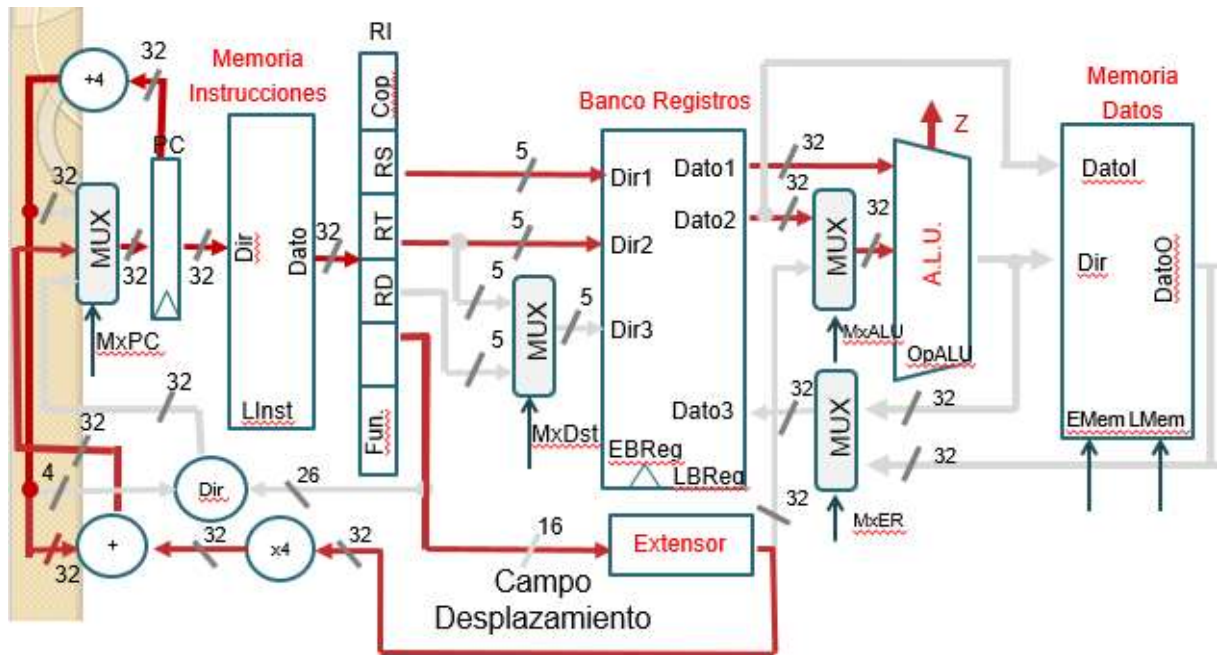 RI
32
Memoria
Instrucciones
+4
32
PC
32
MUX
32
32
MxPC
Dir
Dato
LInst
32
Cop
RS
RT
RD
Fun.
5
5
5
5
5
MUX
MxDst
Banco Registros
Dir1
Dir2
Dir3
Dato1
Dato2
Dato3
EBReg
LBReg
32
32
32
MUX
MxALU
Z
A.L.U.
OpALU
32
MUX
32
32
MxER
Memoria
Datos
DatoI
Dir
DatoO
EMem
LMem
32
32
4
Dir
26
32
+
32
x4
32
16
Extensor
32
Campo
Desplazamiento